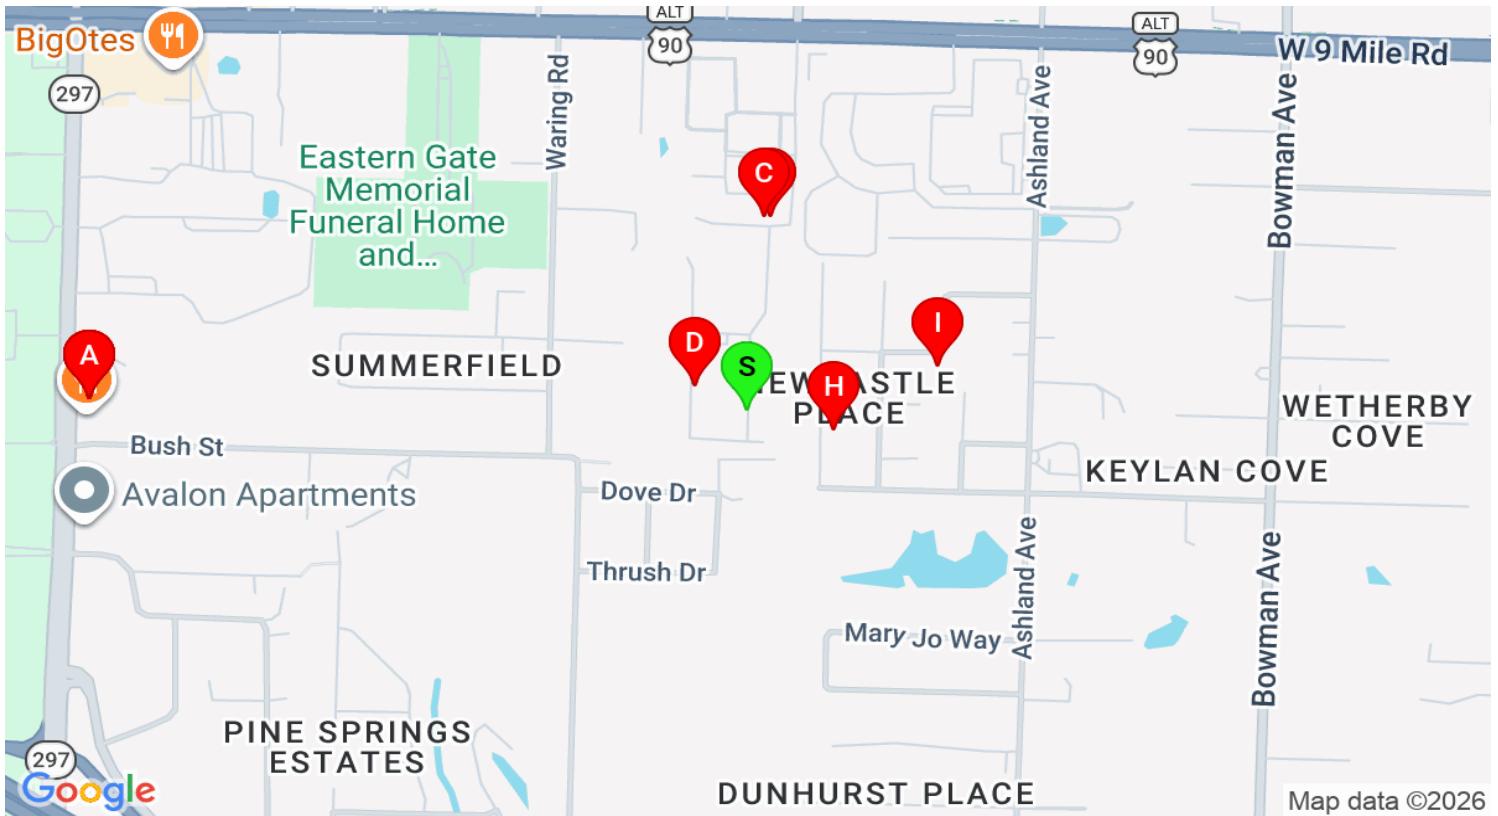 BigOtes
ALT
90
ALT
90
W 9 Mile Rd
297
Waring Rd
Ashland Ave
Bowman Ave
Eastern Gate
Memorial
Funeral Home
and...
C
A
D
S
H
I
SUMMERFIELD
PLACE
WETHERBY
COVE
Bush St
KEYLAN COVE
Avalon Apartments
Dove Dr
Thrush Dr
Ashland Ave
Bowman Ave
Mary Jo Way
PINE SPRINGS
ESTATES
297
Google
DUNHURST PLACE
Map data ©2026